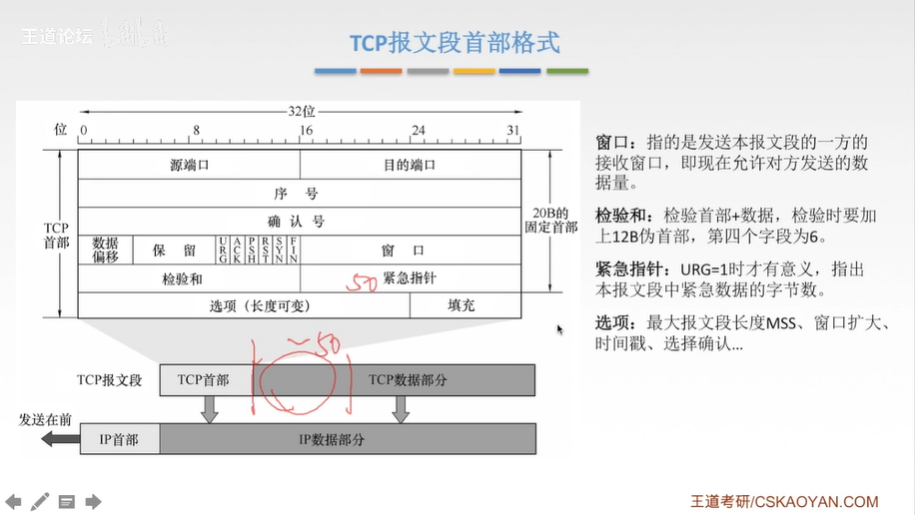 王道论坛
TCP报文段首部格式
32位
位 0 8 16 24 31
源端口 目的端口
序 号
确 认 号
TCP
首部
20B的
固定首部
数据
偏移
保 留
URG
ACK
PSH
RST
SYN
FIN
窗 口
检验和 50 紧急指针
选项（长度可变） 填充
~50
TCP报文段 TCP首部 TCP数据部分
发送在前
IP首部 IP数据部分
窗口：指的是发送本报文段的一方的
接收窗口，即现在允许对方发送的数
据量。
检验和：检验首部+数据，检验时要加
上12B伪首部，第四个字段为6。
紧急指针：URG=1时才有意义，指出
本报文段中紧急数据的字节数。
选项：最大报文段长度MSS、窗口扩大、
时间戳、选择确认…
王道考研/CSKAOYAN.COM